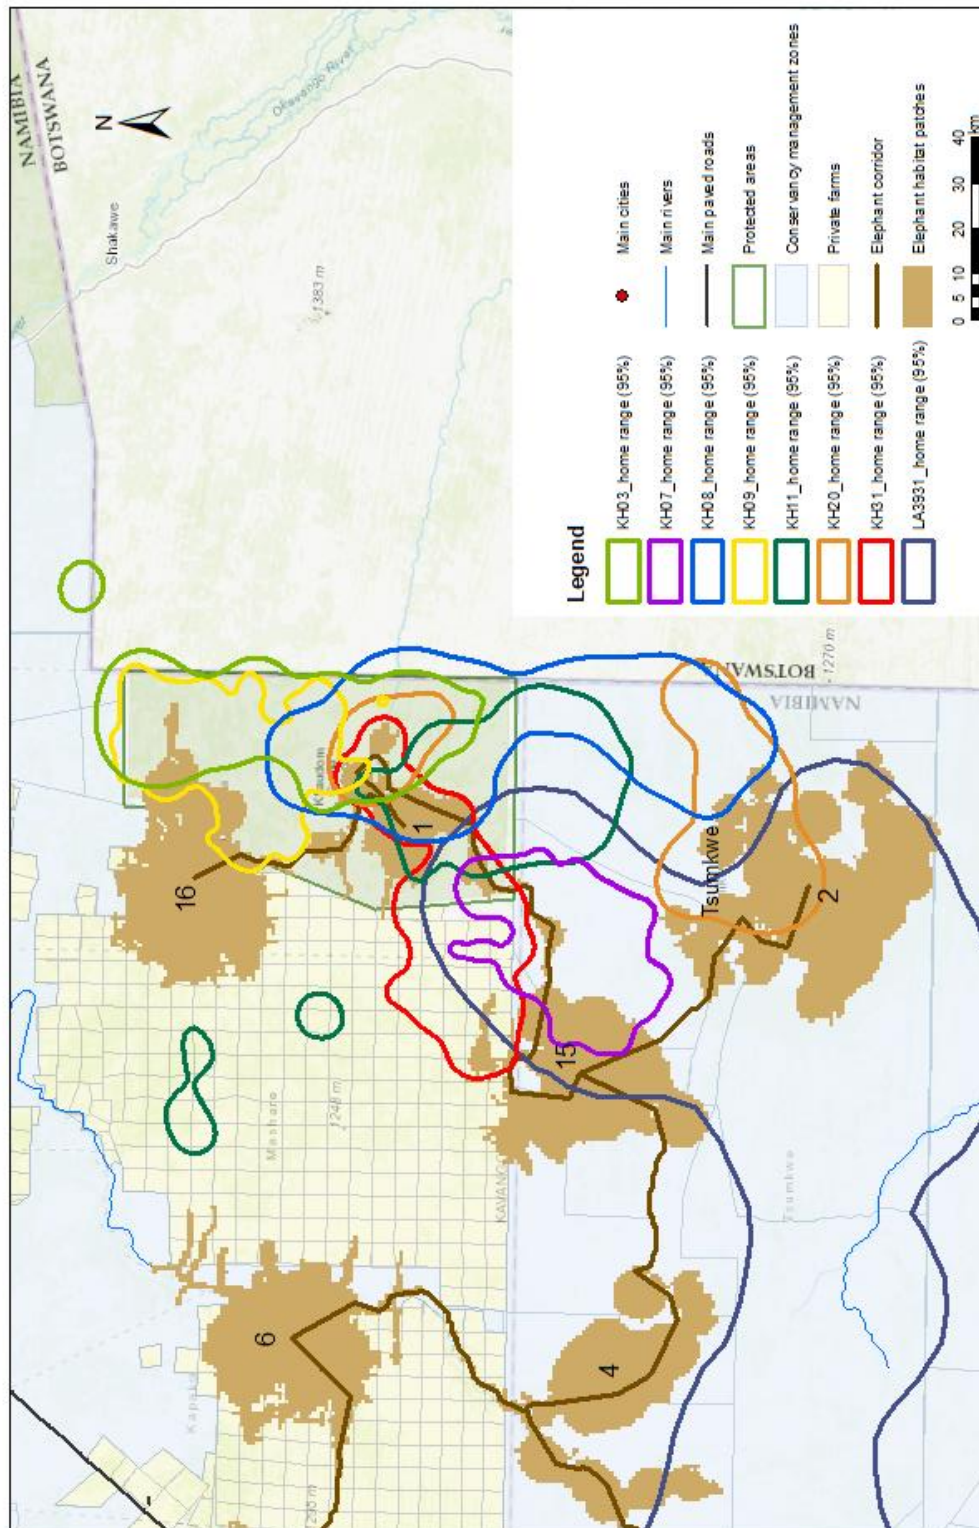 NAMIBIA
BOTSWANA
N
Okavango River
Shakawe
1383 m
Khaudom
16
1
Mashare
1248 m
6
Kapako
15
Tsumkwe
2
4
Tsumkwe
BOTSWANA
NAMIBIA
1270 m
Legend
KH03_home range (95%)
KH07_home range (95%)
KH08_home range (95%)
KH09_home range (95%)
KH11_home range (95%)
KH20_home range (95%)
KH31_home range (95%)
LA3931_home range (95%)
Main cities
Main rivers
Main paved roads
Protected areas
Conservancy management zones
Private farms
Elephant corridor
Elephant habitat patches
0 5 10 20 30 40
km